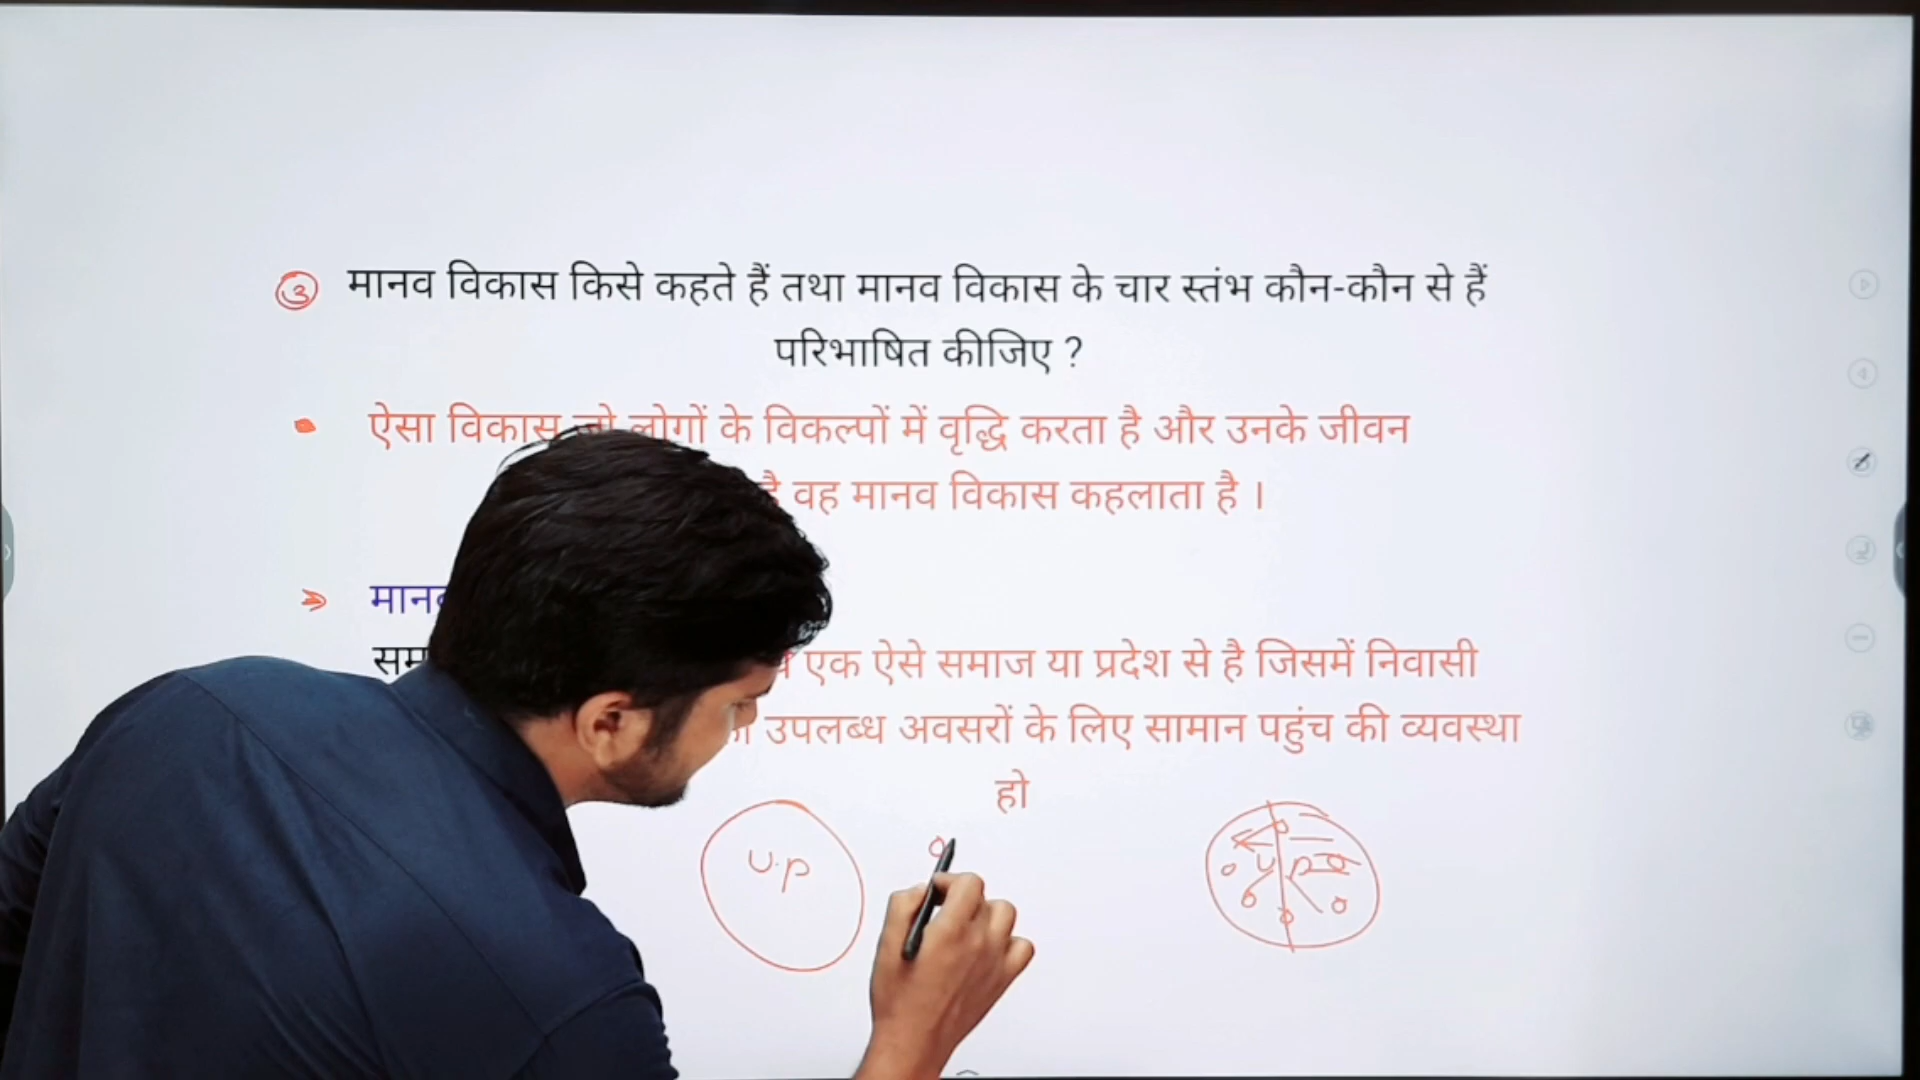 ③ मानव विकास किसे कहते हैं तथा मानव विकास के चार स्तंभ कौन-कौन से हैं
परिभाषित कीजिए ?
• ऐसा विकास जो लोगों के विकल्पों में वृद्धि करता है और उनके जीवन
है वह मानव विकास कहलाता है ।
एक ऐसे समाज या प्रदेश से है जिसमें निवासी
उपलब्ध अवसरों के लिए सामान पहुंच की व्यवस्था
हो
U.P
U P